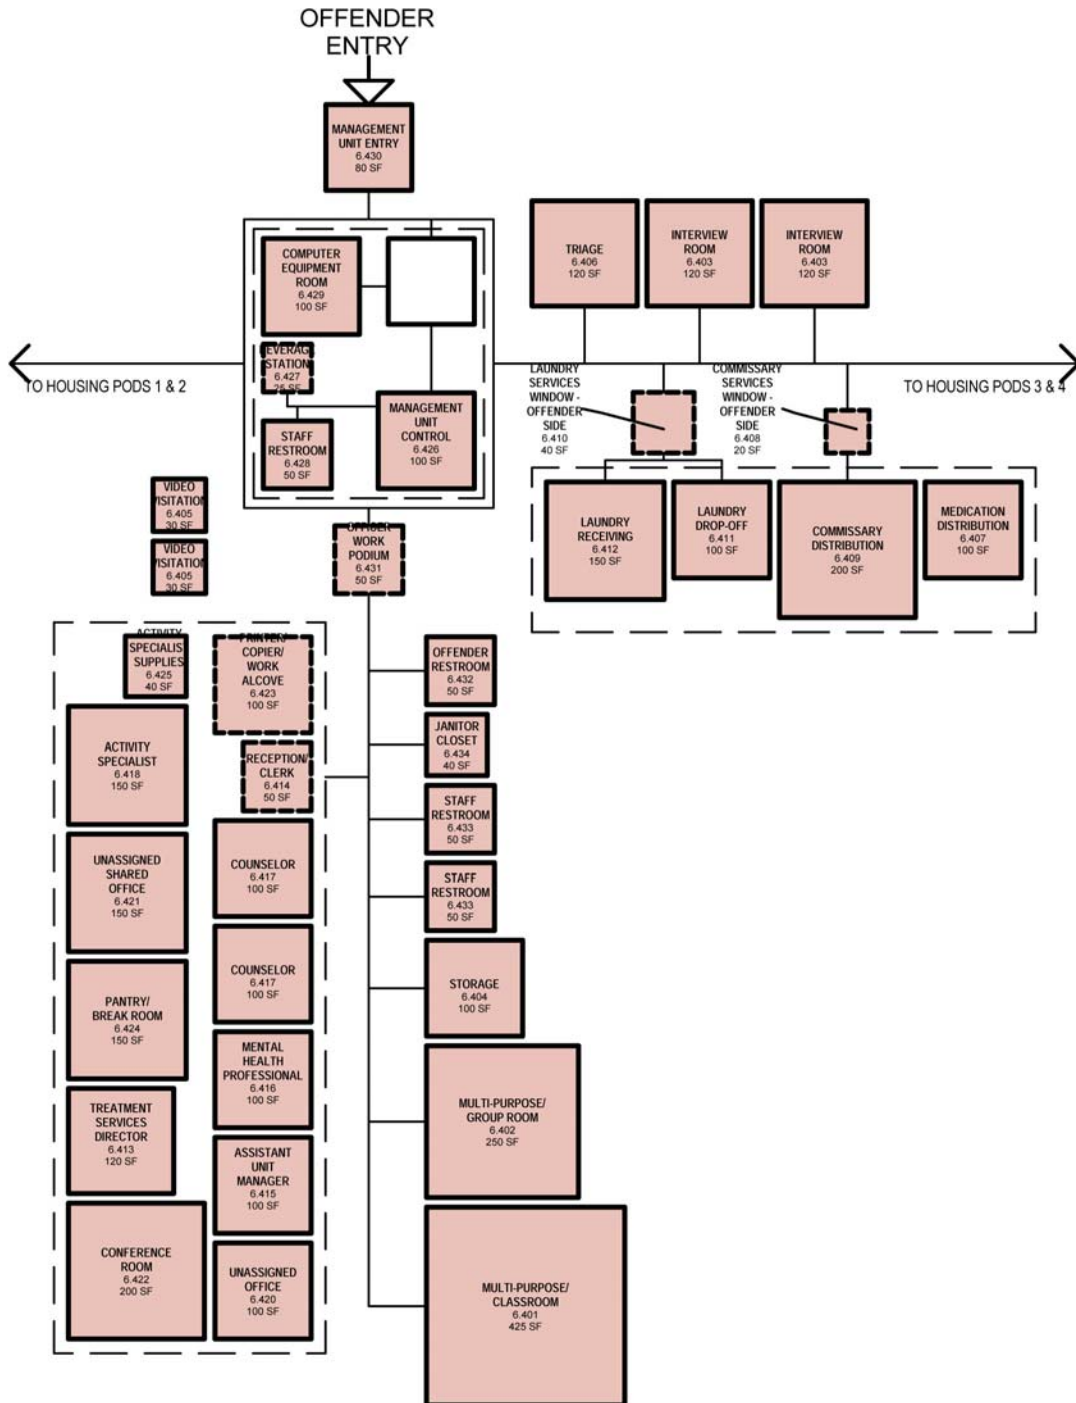 OFFENDER
ENTRY
MANAGEMENT
UNIT ENTRY
6.430
80 SF
COMPUTER
EQUIPMENT
ROOM
6.429
100 SF
TRIAGE
6.406
120 SF
INTERVIEW
ROOM
6.403
120 SF
INTERVIEW
ROOM
6.403
120 SF
EVERAG
STATION
6.427
25 SF
TO HOUSING PODS 1 & 2
TO HOUSING PODS 3 & 4
LAUNDRY
SERVICES
WINDOW -
OFFENDER
SIDE
6.410
40 SF
COMMISSARY
SERVICES
WINDOW -
OFFENDER
SIDE
6.408
20 SF
STAFF
RESTROOM
6.428
50 SF
MANAGEMENT
UNIT
CONTROL
6.426
100 SF
VIDEO
VISITATION
6.405
30 SF
VIDEO
VISITATION
6.405
30 SF
OFFICER
WORK
PODIUM
6.431
50 SF
LAUNDRY
RECEIVING
6.412
150 SF
LAUNDRY
DROP-OFF
6.411
100 SF
COMMISSARY
DISTRIBUTION
6.409
200 SF
MEDICATION
DISTRIBUTION
6.407
100 SF
ACTIVITY
SPECIALIS
SUPPLIES
6.425
40 SF
PRINTER/
COPIER/
WORK
ALCOVE
6.423
100 SF
ACTIVITY
SPECIALIST
6.418
150 SF
RECEPTION/
CLERK
6.414
50 SF
UNASSIGNED
SHARED
OFFICE
6.421
150 SF
COUNSELOR
6.417
100 SF
PANTRY/
BREAK ROOM
6.424
150 SF
COUNSELOR
6.417
100 SF
TREATMENT
SERVICES
DIRECTOR
6.413
120 SF
MENTAL
HEALTH
PROFESSIONAL
6.416
100 SF
ASSISTANT
UNIT
MANAGER
6.415
100 SF
CONFERENCE
ROOM
6.422
200 SF
UNASSIGNED
OFFICE
6.420
100 SF
OFFENDER
RESTROOM
6.432
50 SF
JANITOR
CLOSET
6.434
40 SF
STAFF
RESTROOM
6.433
50 SF
STAFF
RESTROOM
6.433
50 SF
STORAGE
6.404
100 SF
MULTI-PURPOSE/
GROUP ROOM
6.402
250 SF
MULTI-PURPOSE/
CLASSROOM
6.401
425 SF